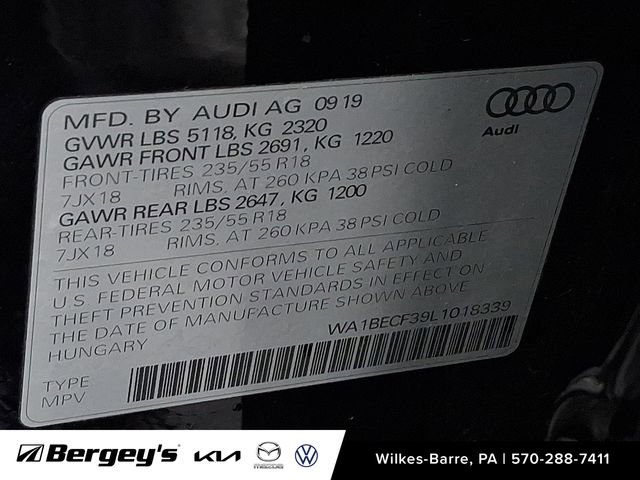 MFD. BY AUDI AG 09 19
GVWR LBS 5118, KG 2320
GAWR FRONT LBS 2691, KG 1220
FRONT-TIRES 235/55 R18
7JX18 RIMS, AT 260 KPA 38 PSI COLD
GAWR REAR LBS 2647, KG 1200
REAR-TIRES 235/55 R18
7JX18 RIMS, AT 260 KPA 38 PSI COLD
Audi
THIS VEHICLE CONFORMS TO ALL APPLICABLE
U.S. FEDERAL MOTOR VEHICLE SAFETY AND
THEFT PREVENTION STANDARDS IN EFFECT ON
THE DATE OF MANUFACTURE SHOWN ABOVE
HUNGARY
WA1BECF39L1018339
TYPE
MPV
Bergey's KIA mazda VW Wilkes-Barre, PA | 570-288-7411